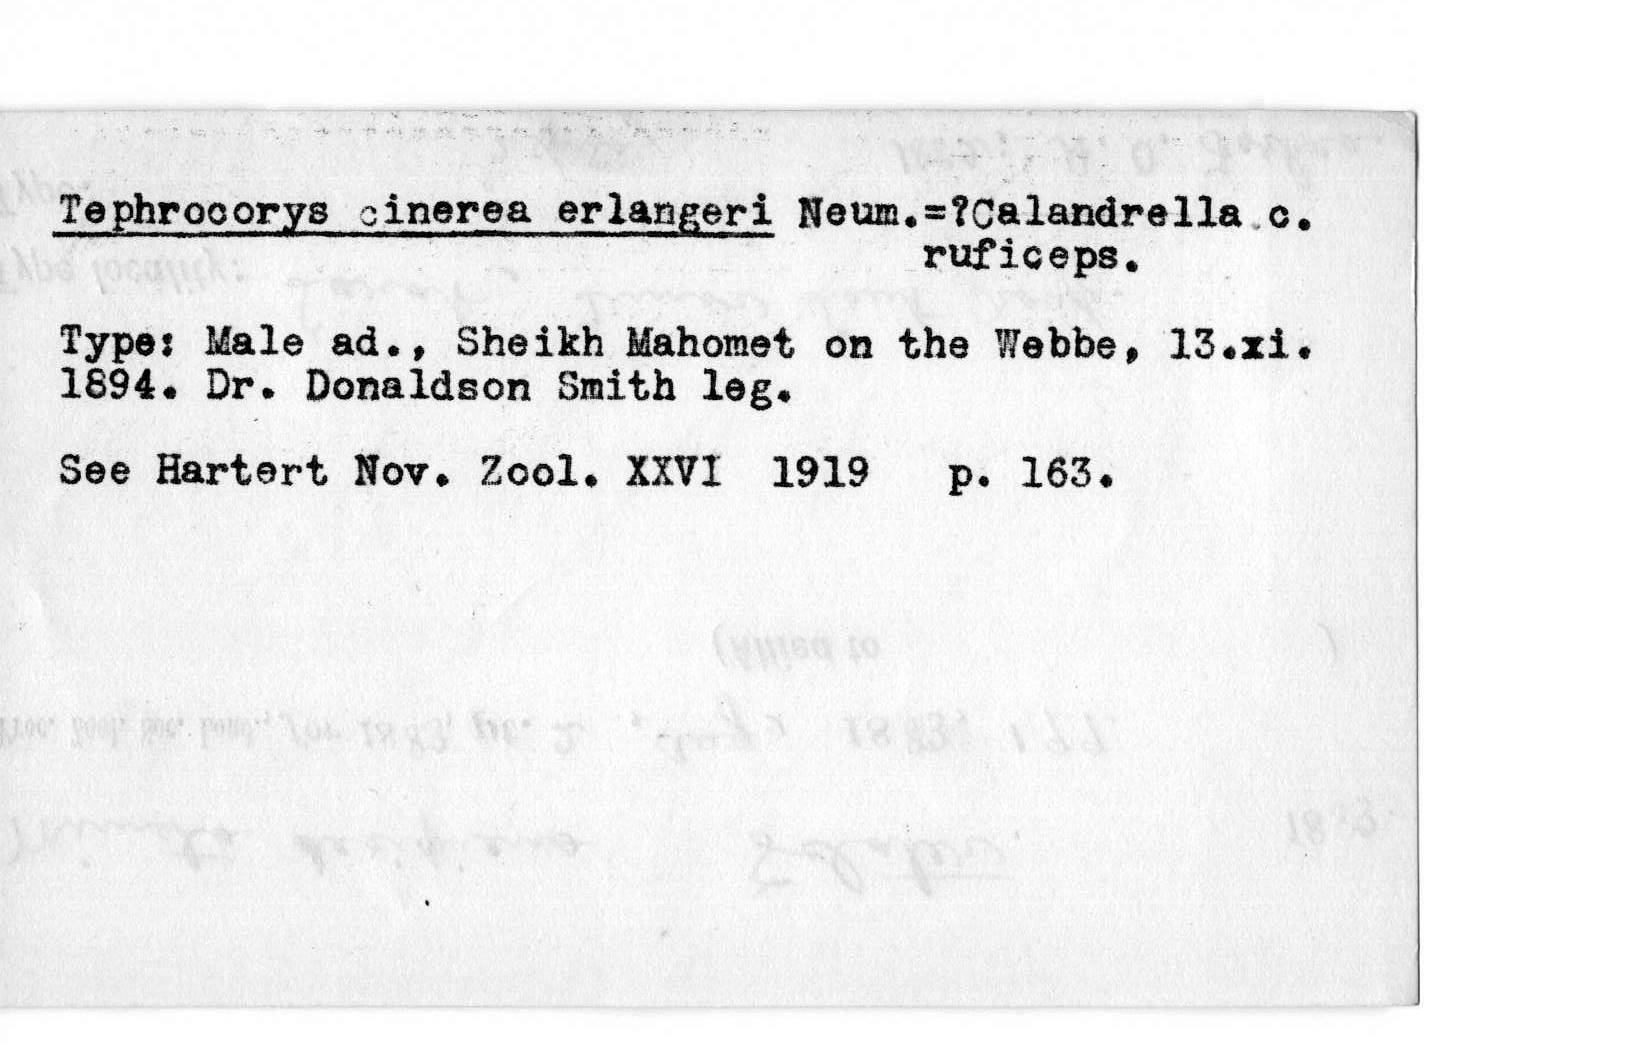 Tephrocorys cinerea erlangeri Neum.=?Calandrella c.
ruficeps.
Type: Male ad., Sheikh Mahomet on the Webbe, 13.xi.
1894. Dr. Donaldson Smith leg.
See Hartert Nov. Zool. XXVI 1919 p. 163.